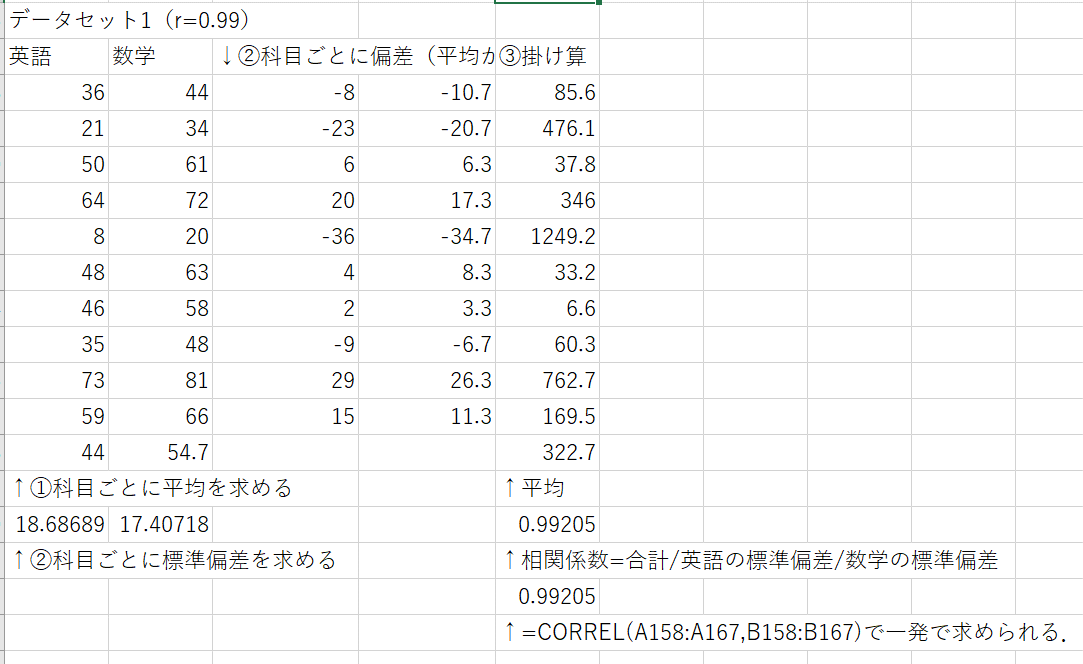 データセット1（r=0.99）
英語 数学 ↓②科目ごとに偏差（平均か ③掛け算
36 44 -8 -10.7 85.6
21 34 -23 -20.7 476.1
50 61 6 6.3 37.8
64 72 20 17.3 346
8 20 -36 -34.7 1249.2
48 63 4 8.3 33.2
46 58 2 3.3 6.6
35 48 -9 -6.7 60.3
73 81 29 26.3 762.7
59 66 15 11.3 169.5
44 54.7 322.7
↑①科目ごとに平均を求める ↑平均
18.68689 17.40718 0.99205
↑②科目ごとに標準偏差を求める ↑相関係数=合計/英語の標準偏差/数学の標準偏差
0.99205
↑=CORREL(A158:A167,B158:B167)で一発で求められる．